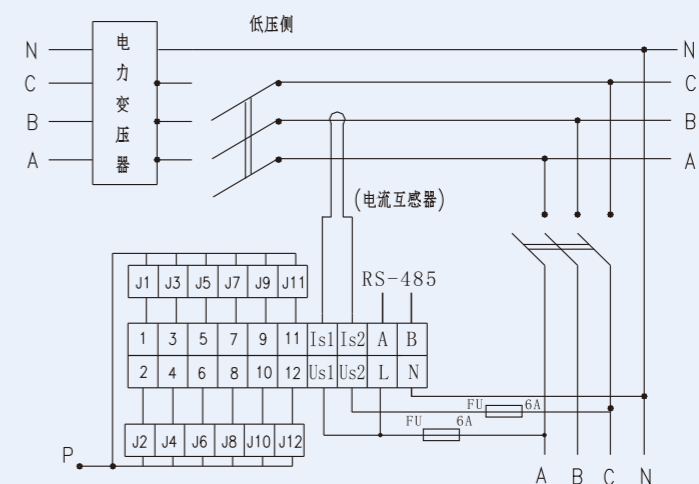 低压侧
N 电力变压器 N
C C
B B
A A
(电流互感器)
RS-485
J1 J3 J5 J7 J9 J11
1 3 5 7 9 11 Is1 Is2 A B
2 4 6 8 10 12 Us1 Us2 L N
FU 6A
FU 6A
J2 J4 J6 J8 J10 J12
P
A B C N